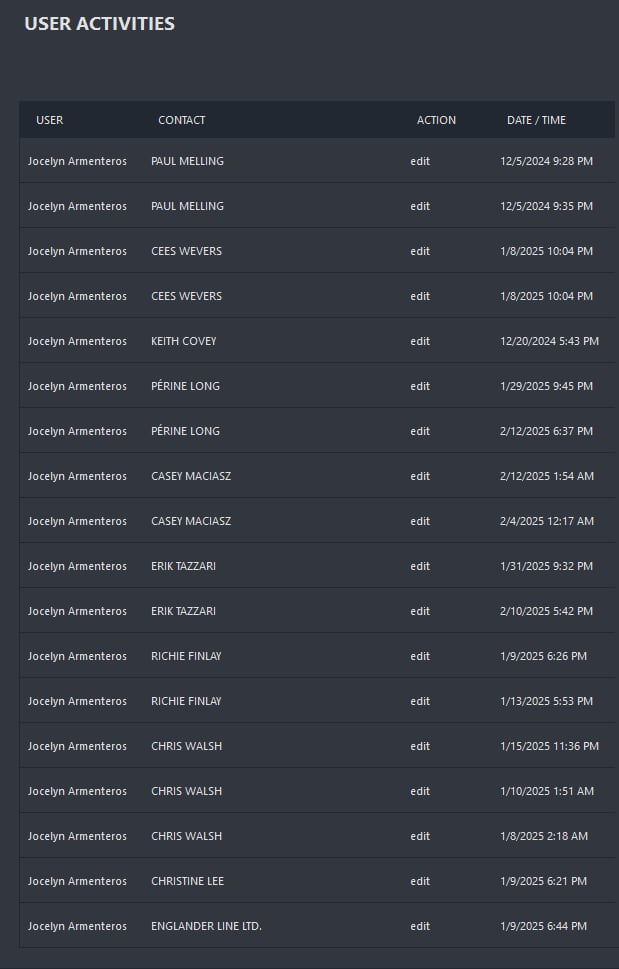 USER ACTIVITIES
USER CONTACT ACTION DATE / TIME
Jocelyn Armenteros PAUL MELLING edit 12/5/2024 9:28 PM
Jocelyn Armenteros PAUL MELLING edit 12/5/2024 9:35 PM
Jocelyn Armenteros CEES WEVERS edit 1/8/2025 10:04 PM
Jocelyn Armenteros CEES WEVERS edit 1/8/2025 10:04 PM
Jocelyn Armenteros KEITH COVEY edit 12/20/2024 5:43 PM
Jocelyn Armenteros PÉRINE LONG edit 1/29/2025 9:45 PM
Jocelyn Armenteros PÉRINE LONG edit 2/12/2025 6:37 PM
Jocelyn Armenteros CASEY MACIASZ edit 2/12/2025 1:54 AM
Jocelyn Armenteros CASEY MACIASZ edit 2/4/2025 12:17 AM
Jocelyn Armenteros ERIK TAZZARI edit 1/31/2025 9:32 PM
Jocelyn Armenteros ERIK TAZZARI edit 2/10/2025 5:42 PM
Jocelyn Armenteros RICHIE FINLAY edit 1/9/2025 6:26 PM
Jocelyn Armenteros RICHIE FINLAY edit 1/13/2025 5:53 PM
Jocelyn Armenteros CHRIS WALSH edit 1/15/2025 11:36 PM
Jocelyn Armenteros CHRIS WALSH edit 1/10/2025 1:51 AM
Jocelyn Armenteros CHRIS WALSH edit 1/8/2025 2:18 AM
Jocelyn Armenteros CHRISTINE LEE edit 1/9/2025 6:21 PM
Jocelyn Armenteros ENGLANDER LINE LTD. edit 1/9/2025 6:44 PM